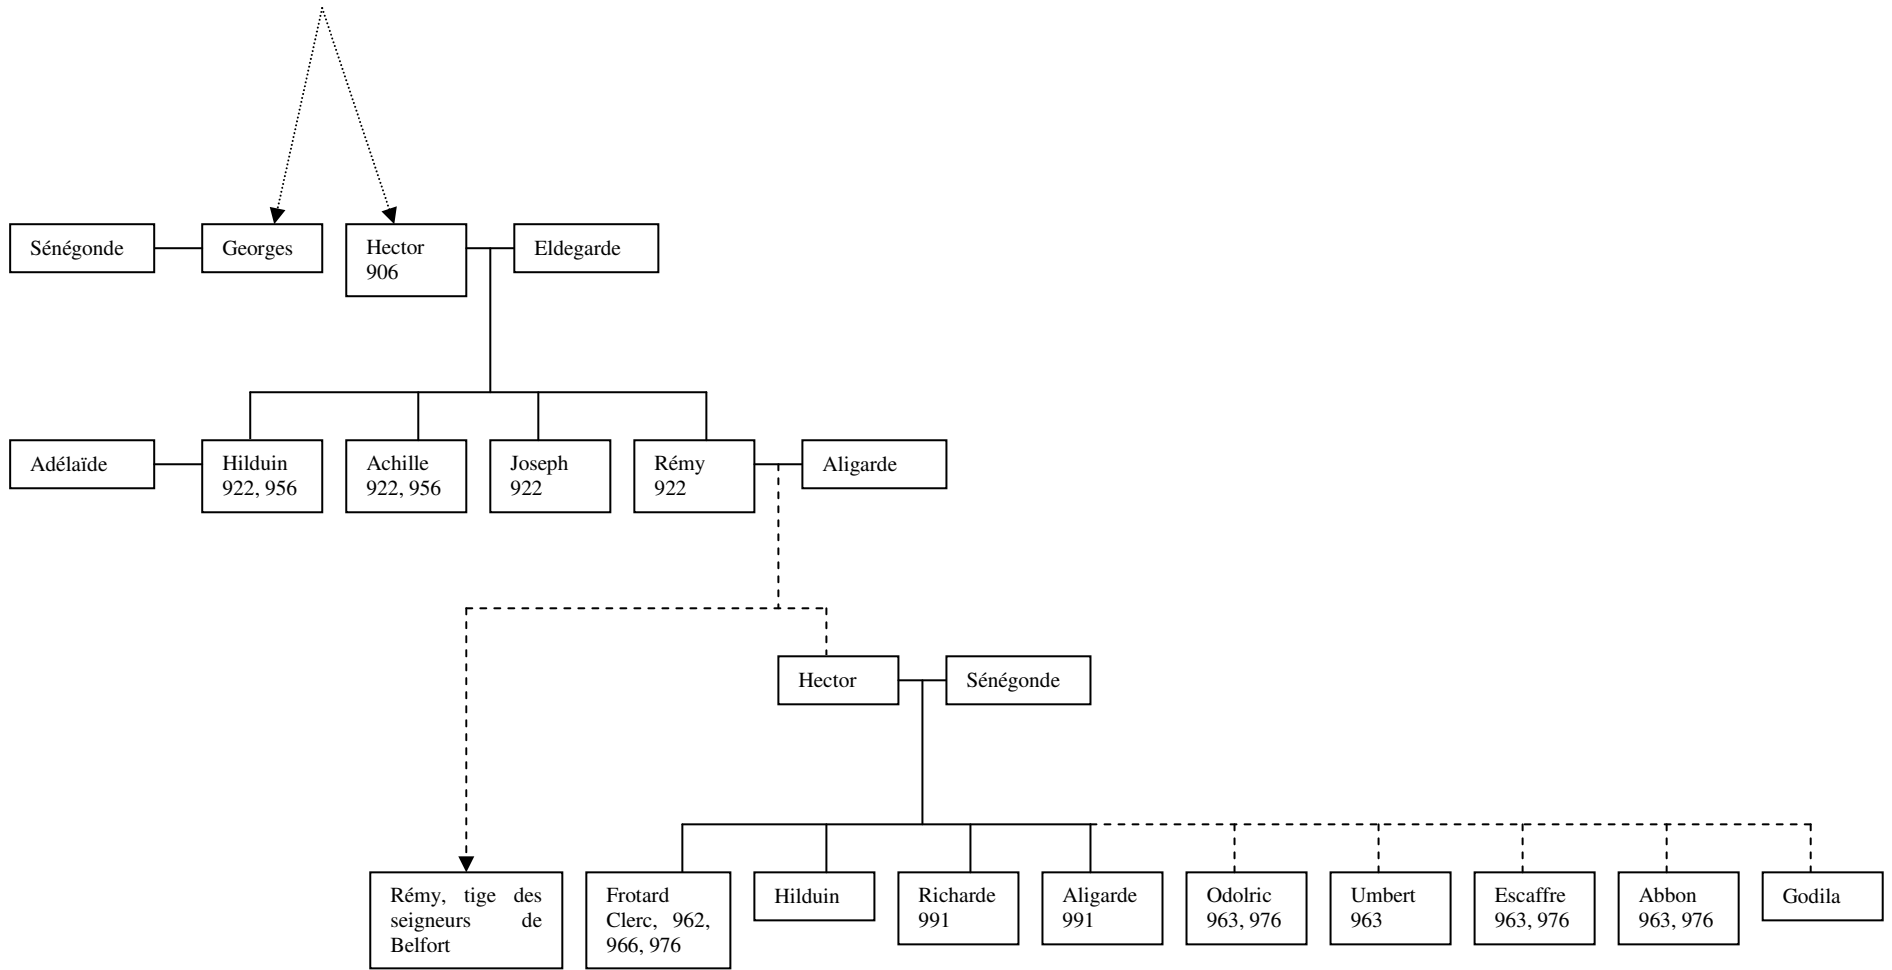 Sénégonde
Georges
Hector
906
Eldegarde
Adélaïde
Hilduin
922, 956
Achille
922, 956
Joseph
922
Rémy
922
Aligarde
Hector
Sénégonde
Rémy, tige des
seigneurs de
Belfort
Frotard
Clerc, 962,
966, 976
Hilduin
Richarde
991
Aligarde
991
Odolric
963, 976
Umbert
963
Escaffre
963, 976
Abbon
963, 976
Godila